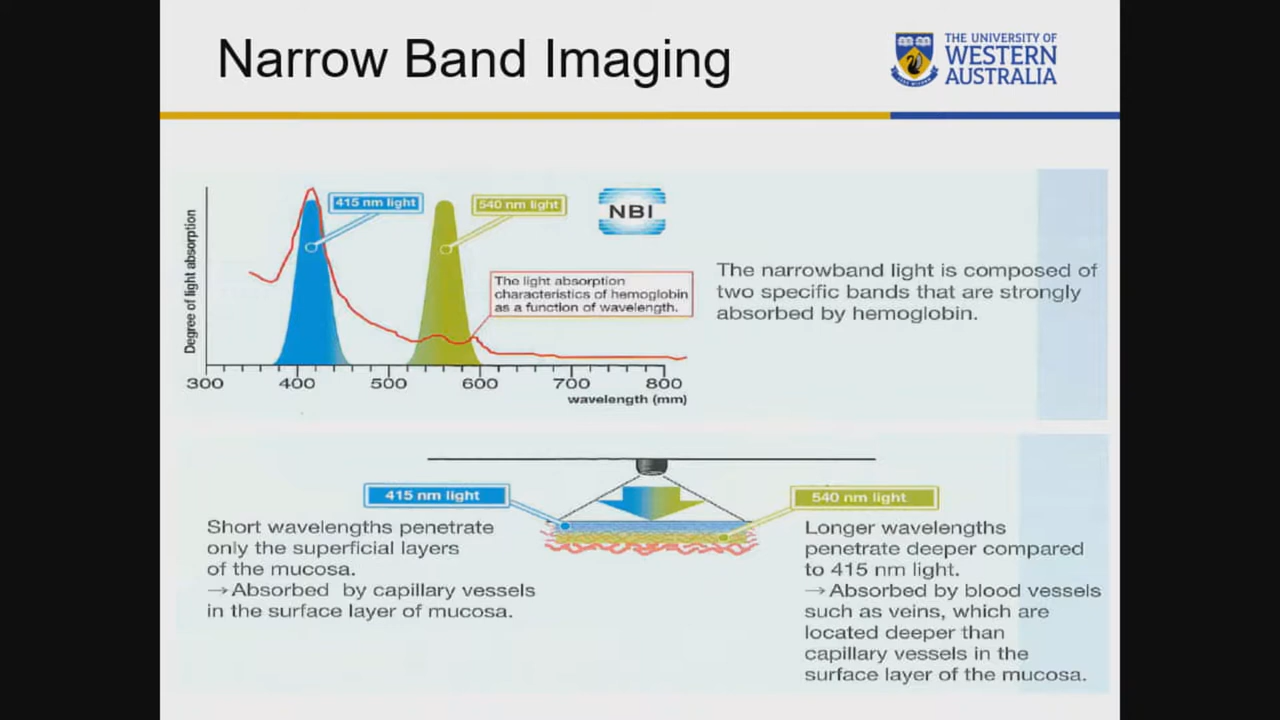 Narrow Band Imaging
THE UNIVERSITY OF
WESTERN
AUSTRALIA
415 nm light
540 nm light
NBI
Degree of light absorption
The light absorption
characteristics of hemoglobin
as a function of wavelength.
300 400 500 600 700 800
wavelength (mm)
The narrowband light is composed of
two specific bands that are strongly
absorbed by hemoglobin.
415 nm light
540 nm light
Short wavelengths penetrate
only the superficial layers
of the mucosa.
→Absorbed by capillary vessels
in the surface layer of mucosa.
Longer wavelengths
penetrate deeper compared
to 415 nm light.
→Absorbed by blood vessels
such as veins, which are
located deeper than
capillary vessels in the
surface layer of the mucosa.